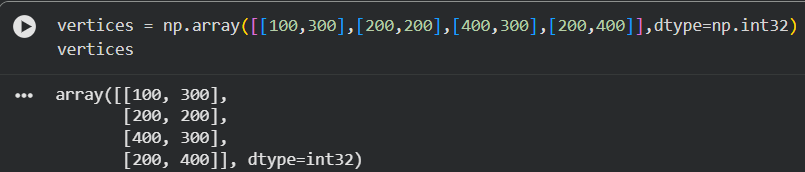 vertices = np.array([[100,300],[200,200],[400,300],[200,400]],dtype=np.int32)
vertices
array([[100, 300],
       [200, 200],
       [400, 300],
       [200, 400]], dtype=int32)